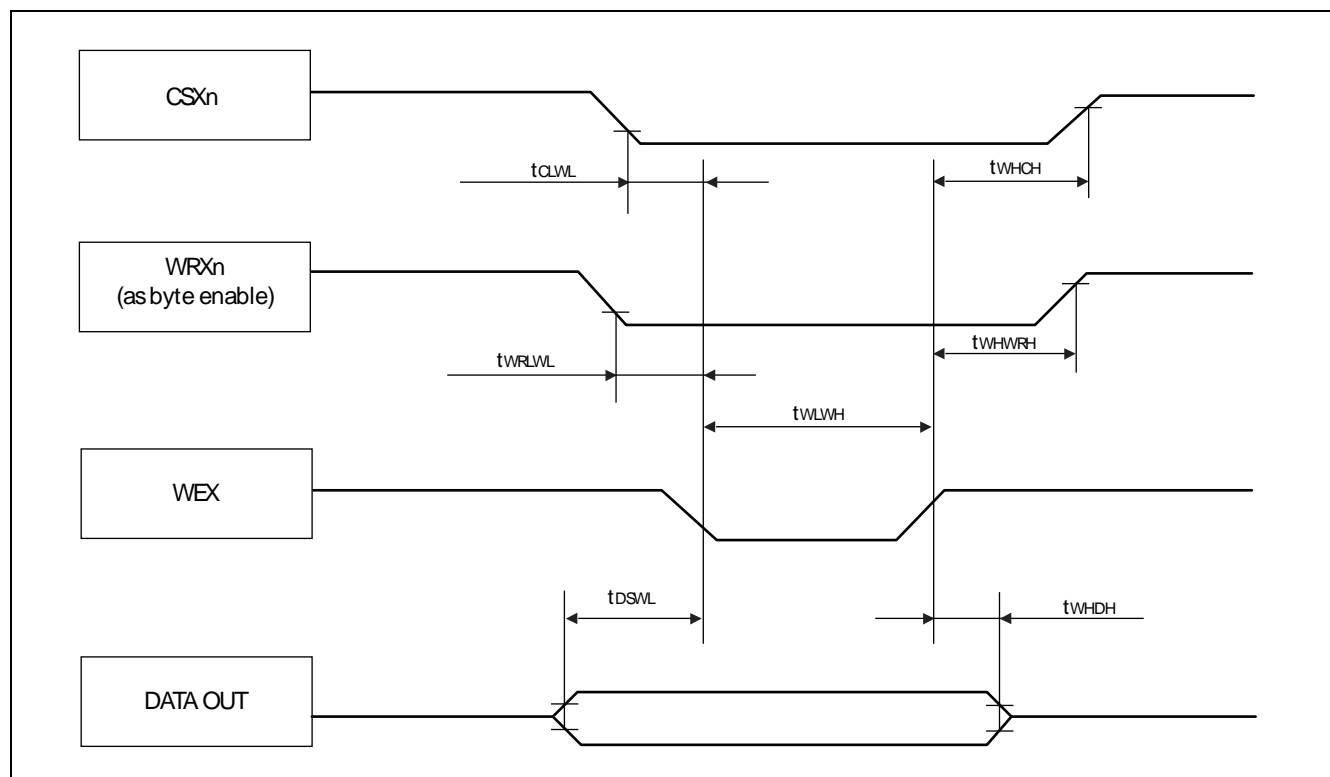 CSXn
tCLWL
tWHCH
WRXn
(as byte enable)
tWRLWL
tWHWRH
tWLWH
WEX
tDSWL
tWHDH
DATA OUT